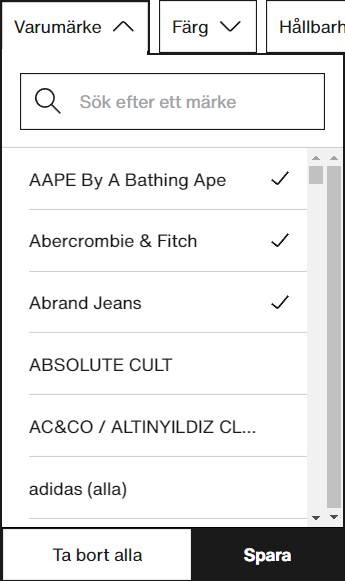 Varumärke
Färg
Hållbarh
Sök efter ett märke
AAPE By A Bathing Ape
Abercrombie & Fitch
Abrand Jeans
ABSOLUTE CULT
AC&CO / ALTINYILDIZ CL...
adidas (alla)
Ta bort alla
Spara